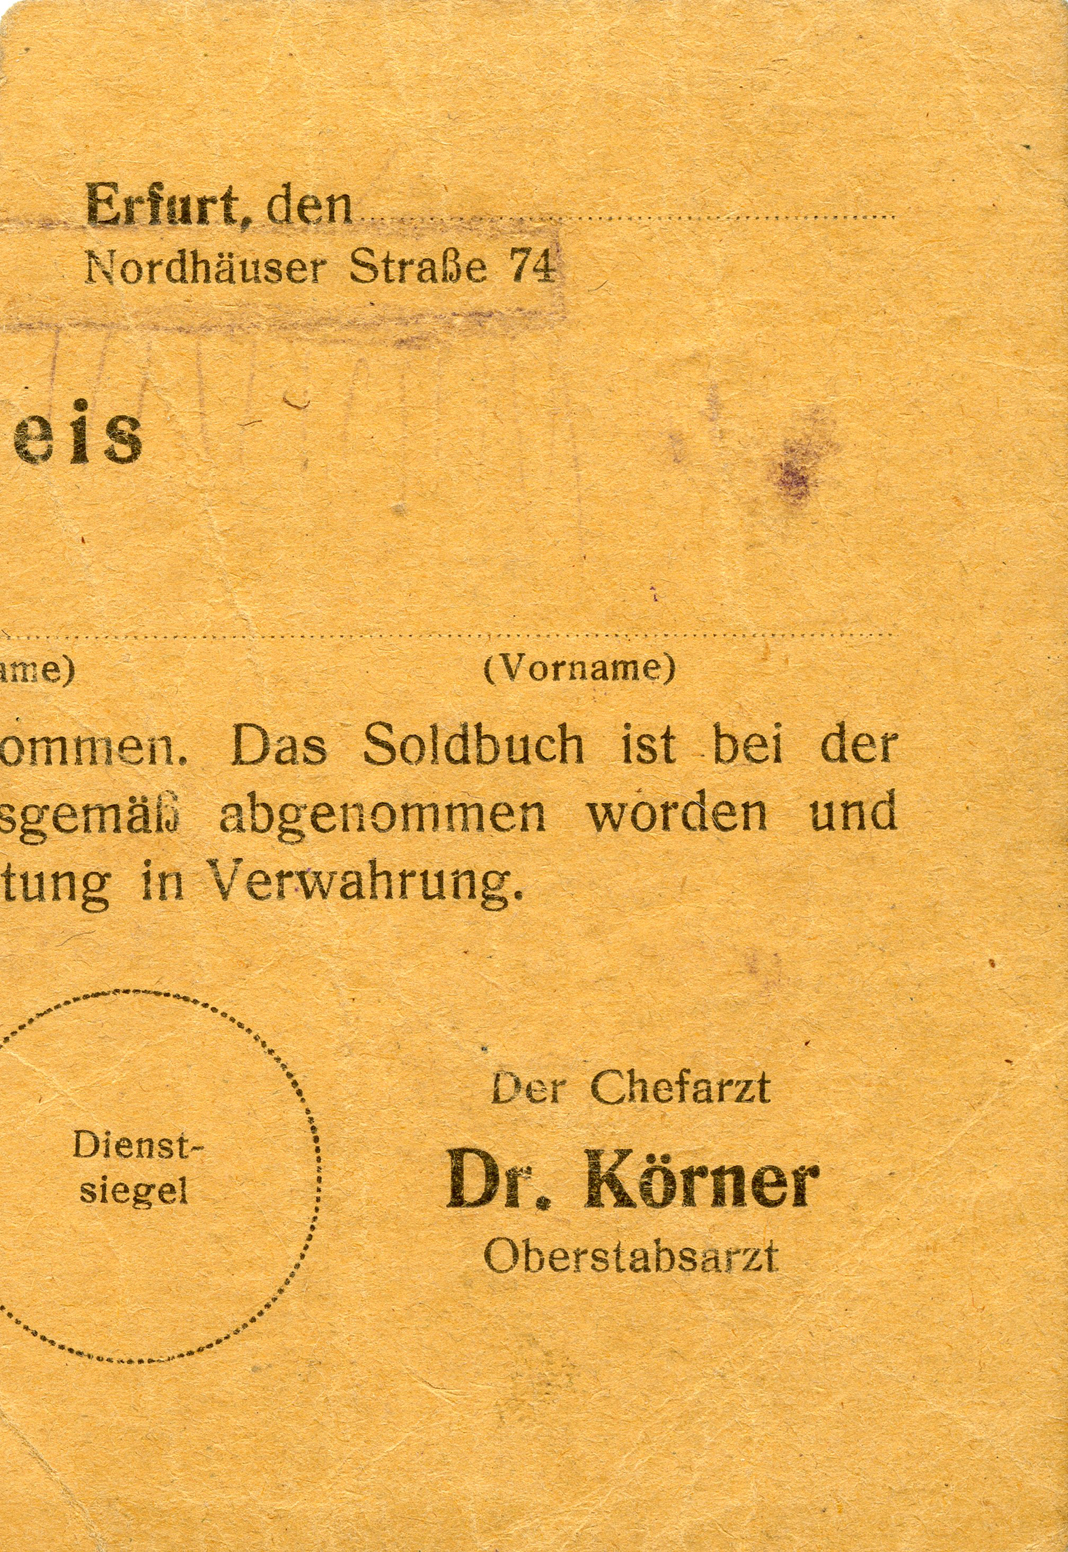 Erfurt, den
Nordhäuser Straße 74
eis
ame) (Vorname)
ommen. Das Soldbuch ist bei der
sgemäß abgenommen worden und
tung in Verwahrung.
Dienst-
siegel
Der Chefarzt
Dr. Körner
Oberstabsarzt